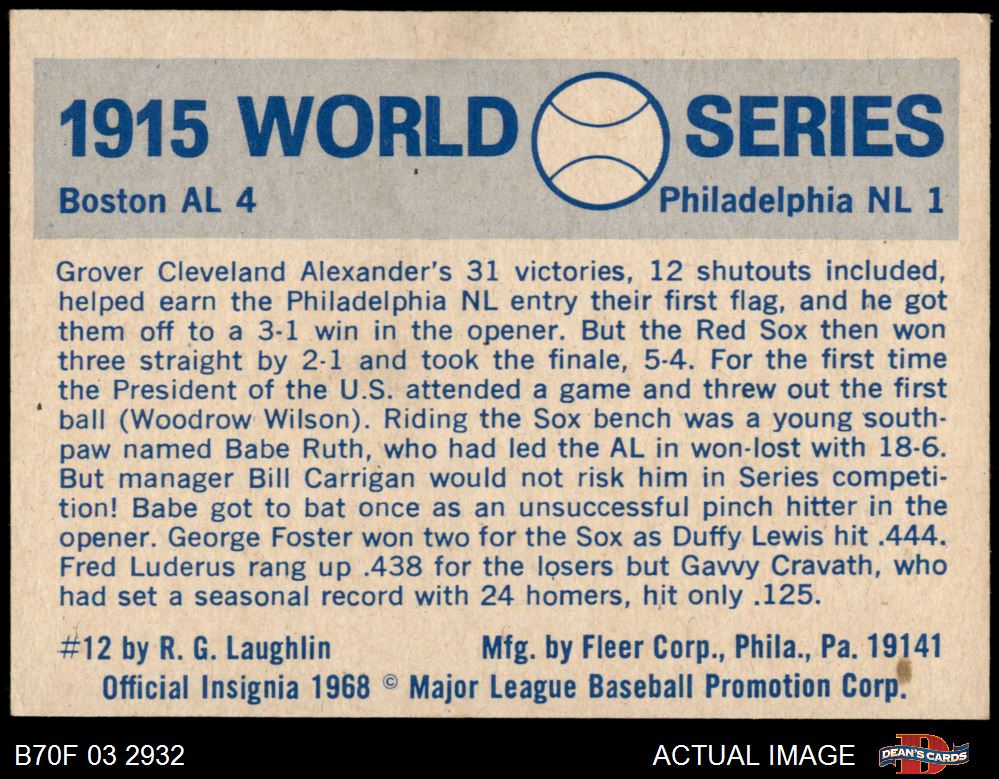 1915 WORLD SERIES
Boston AL 4 Philadelphia NL 1
Grover Cleveland Alexander's 31 victories, 12 shutouts included,
helped earn the Philadelphia NL entry their first flag, and he got
them off to a 3-1 win in the opener. But the Red Sox then won
three straight by 2-1 and took the finale, 5-4. For the first time
the President of the U.S. attended a game and threw out the first
ball (Woodrow Wilson). Riding the Sox bench was a young south-
paw named Babe Ruth, who had led the AL in won-lost with 18-6.
But manager Bill Carrigan would not risk him in Series competi-
tion! Babe got to bat once as an unsuccessful pinch hitter in the
opener. George Foster won two for the Sox as Duffy Lewis hit .444.
Fred Luderus rang up .438 for the losers but Gavvy Cravath, who
had set a seasonal record with 24 homers, hit only .125.
#12 by R. G. Laughlin Mfg. by Fleer Corp., Phila., Pa. 19141
Official Insignia 1968 © Major League Baseball Promotion Corp.
B70F 03 2932 ACTUAL IMAGE DEAN'S CARDS